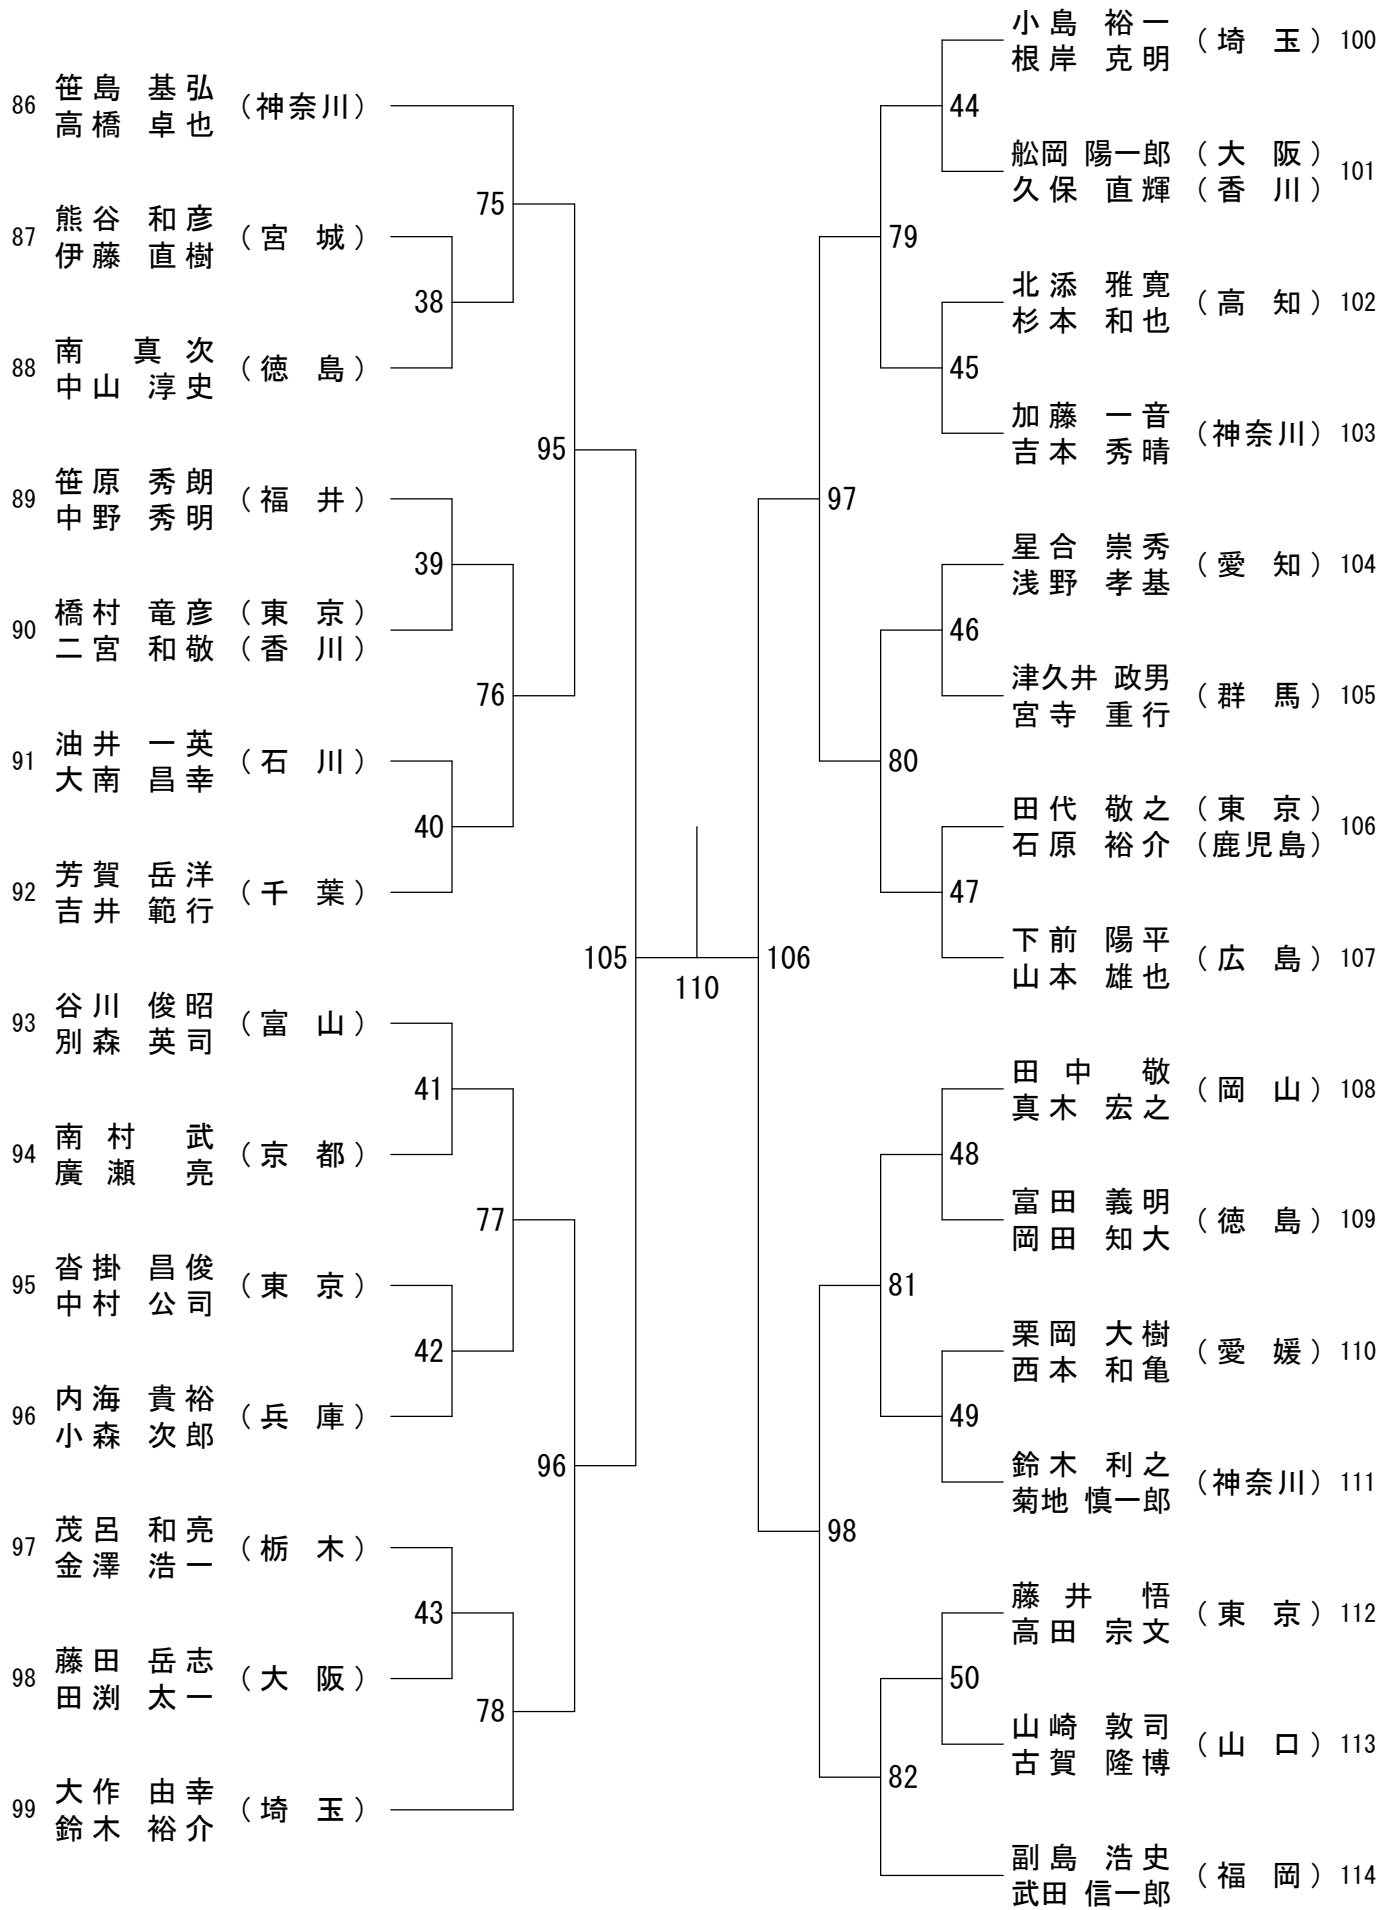 86 笹島 基弘 (神奈川)
高橋 卓也
87 熊谷 和彦 (宮 城)
伊藤 直樹
88 南 真次 (徳 島)
中山 淳史
89 笹原 秀朗 (福 井)
中野 秀明
90 橋村 竜彦 (東 京)
二宮 和敬 (香 川)
91 油井 一英 (石 川)
大南 昌幸
92 芳賀 岳洋 (千 葉)
吉井 範行
93 谷川 俊昭 (富 山)
別森 英司
94 南村 武 (京 都)
廣瀬 亮
95 沓掛 昌俊 (東 京)
中村 公司
96 内海 貴裕 (兵 庫)
小森 次郎
97 茂呂 和亮 (栃 木)
金澤 浩一
98 藤田 岳志 (大 阪)
田渕 太一
99 大作 由幸 (埼 玉)
鈴木 裕介
75
38
95
39
76
40
105
41
77
42
96
43
78
110
106
44
79
45
97
46
80
47
48
81
49
98
50
82
小島 裕一 (埼 玉) 100
根岸 克明
舩岡 陽一郎 (大 阪) 101
久保 直輝 (香 川)
北添 雅寛 (高 知) 102
杉本 和也
加藤 一音 (神奈川) 103
吉本 秀晴
星合 崇秀 (愛 知) 104
浅野 孝基
津久井 政男 (群 馬) 105
宮寺 重行
田代 敬之 (東 京) 106
石原 裕介 (鹿児島)
下前 陽平 (広 島) 107
山本 雄也
田中 敬 (岡 山) 108
真木 宏之
富田 義明 (徳 島) 109
岡田 知大
栗岡 大樹 (愛 媛) 110
西本 和亀
鈴木 利之 (神奈川) 111
菊地 慎一郎
藤井 悟 (東 京) 112
高田 宗文
山崎 敦司 (山 口) 113
古賀 隆博
副島 浩史 (福 岡) 114
武田 信一郎